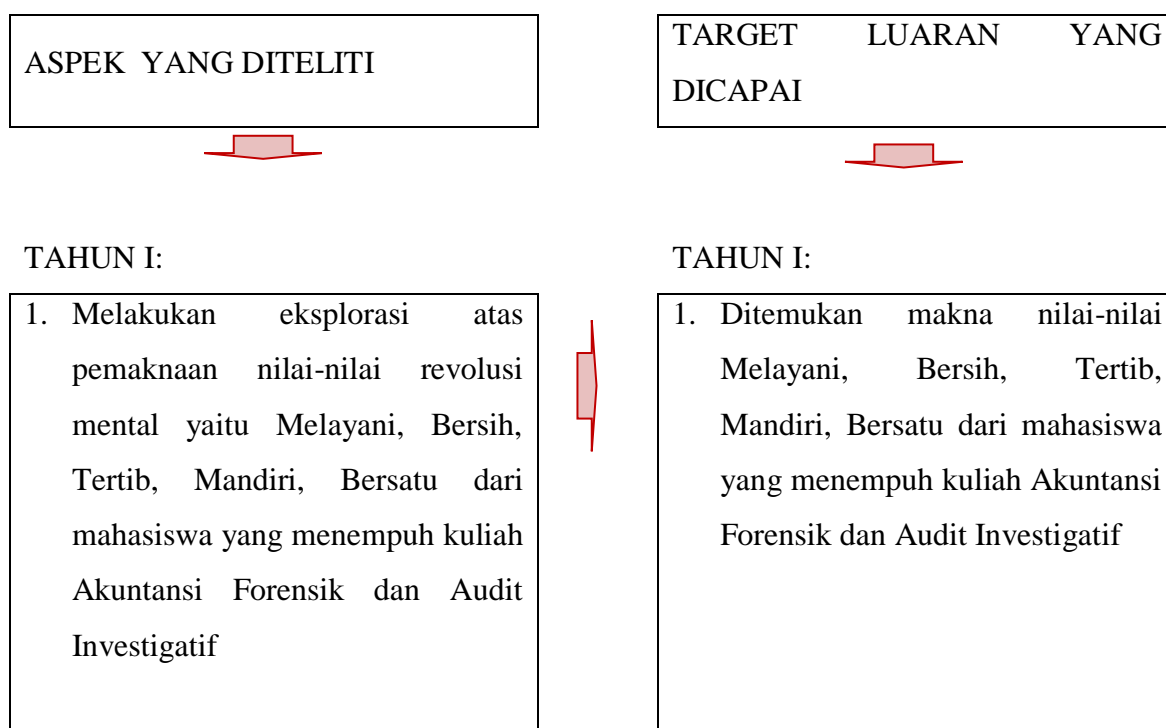 ASPEK YANG DITELITI
TARGET LUARAN YANG
DICAPAI
TAHUN I:
1. Melakukan eksplorasi atas
pemaknaan nilai-nilai revolusi
mental yaitu Melayani, Bersih,
Tertib, Mandiri, Bersatu dari
mahasiswa yang menempuh kuliah
Akuntansi Forensik dan Audit
Investigatif
TAHUN I:
1. Ditemukan makna nilai-nilai
Melayani, Bersih, Tertib,
Mandiri, Bersatu dari mahasiswa
yang menempuh kuliah Akuntansi
Forensik dan Audit Investigatif